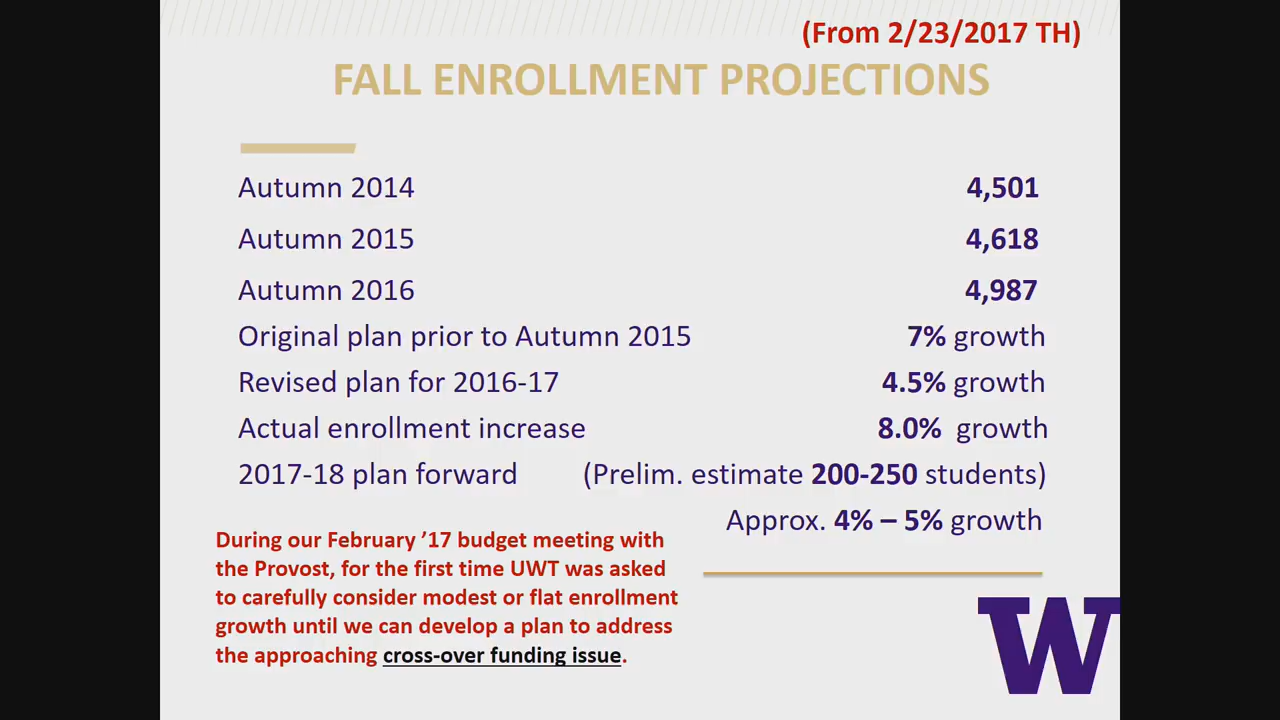 (From 2/23/2017 TH)
FALL ENROLLMENT PROJECTIONS
Autumn 2014 4,501
Autumn 2015 4,618
Autumn 2016 4,987
Original plan prior to Autumn 2015 7% growth
Revised plan for 2016-17 4.5% growth
Actual enrollment increase 8.0% growth
2017-18 plan forward (Prelim. estimate 200-250 students)
Approx. 4% – 5% growth
During our February ’17 budget meeting with
the Provost, for the first time UWT was asked
to carefully consider modest or flat enrollment
growth until we can develop a plan to address
the approaching cross-over funding issue.
W